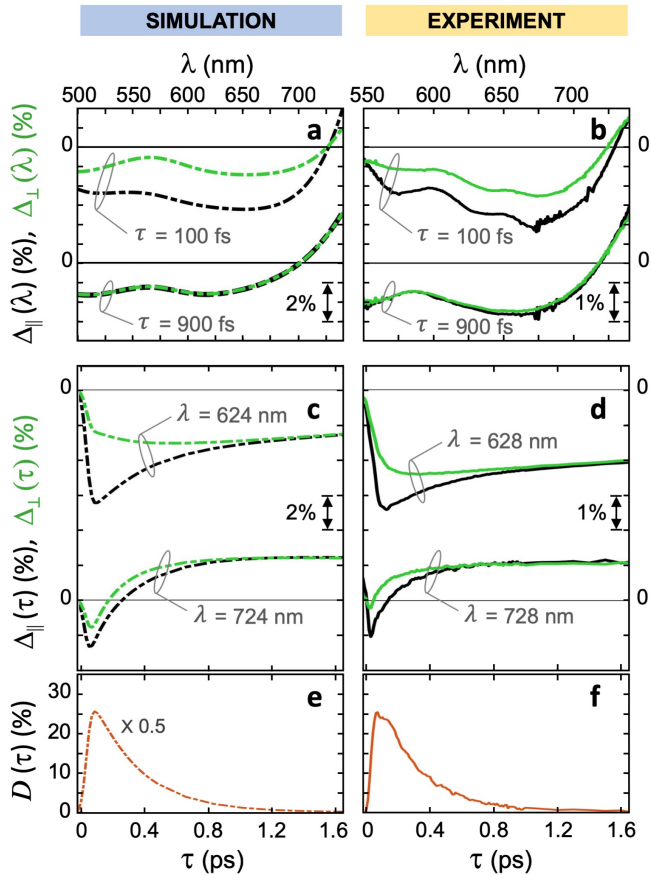 SIMULATION
EXPERIMENT
λ (nm)
λ (nm)
500 550 600 650 700
550 600 650 700
Δ∥(λ) (%), Δ⊥(λ) (%)
0
a
τ = 100 fs
0
τ = 900 fs
2%
b
0
τ = 100 fs
0
τ = 900 fs
1%
Δ∥(τ) (%), Δ⊥(τ) (%)
0
c
λ = 624 nm
2%
0
λ = 724 nm
d
0
λ = 628 nm
1%
0
λ = 728 nm
D(τ) (%)
30
20
10
0
e
X 0.5
f
0 0.4 0.8 1.2 1.6
0 0.4 0.8 1.2 1.6
τ (ps)
τ (ps)